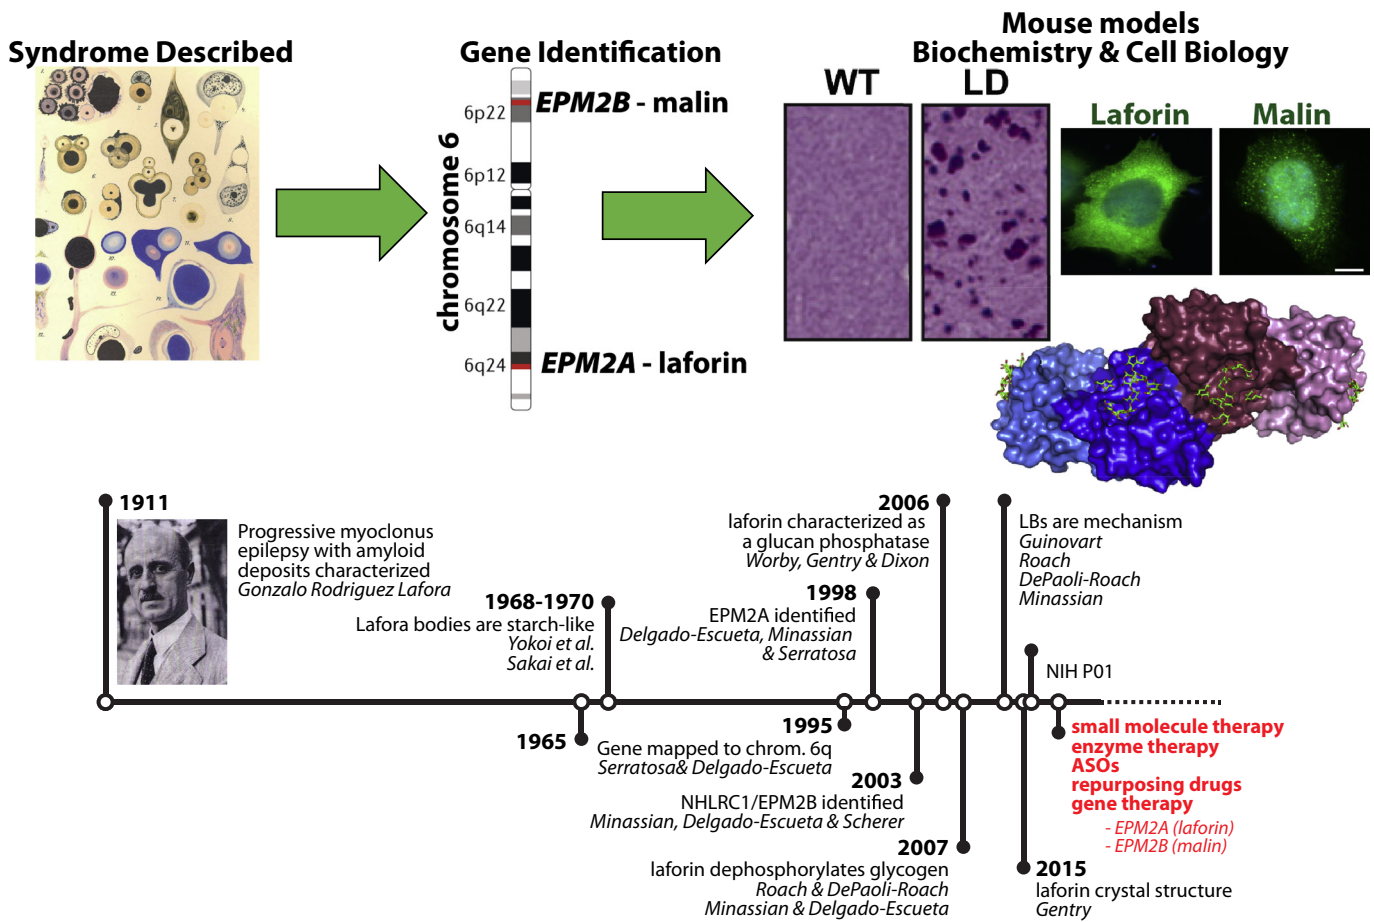 Syndrome Described
Gene Identification
Mouse models
Biochemistry & Cell Biology
chromosome 6
6p22
6p12
6q14
6q22
6q24
EPM2B - malin
EPM2A - laforin
WT
LD
Laforin
Malin
1911
Progressive myoclonus
epilepsy with amyloid
deposits characterized
Gonzalo Rodriguez Lafora
1965
1968-1970
Lafora bodies are starch-like
Yokoi et al.
Sakai et al.
1995
Gene mapped to chrom. 6q
Serratosa& Delgado-Escueta
1998
EPM2A identified
Delgado-Escueta, Minassian
& Serratosa
2003
NHLRC1/EPM2B identified
Minassian, Delgado-Escueta & Scherer
2006
laforin characterized as
a glucan phosphatase
Worby, Gentry & Dixon
2007
laforin dephosphorylates glycogen
Roach & DePaoli-Roach
Minassian & Delgado-Escueta
LBs are mechanism
Guinovart
Roach
DePaoli-Roach
Minassian
2015
laforin crystal structure
Gentry
NIH P01
small molecule therapy
enzyme therapy
ASOs
repurposing drugs
gene therapy
- EPM2A (laforin)
- EPM2B (malin)